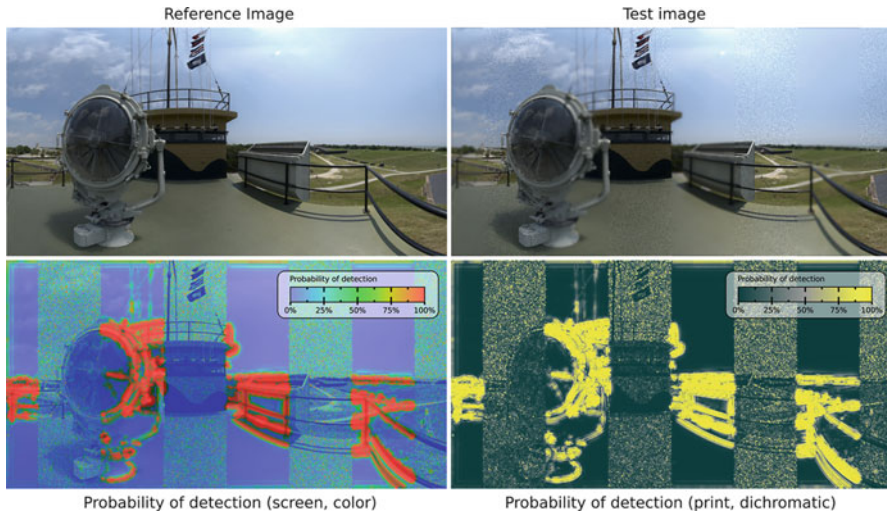 Reference Image
Test image
Probability of detection
0% 25% 50% 75% 100%
Probability of detection
0% 25% 50% 75% 100%
Probability of detection (screen, color)
Probability of detection (print, dichromatic)